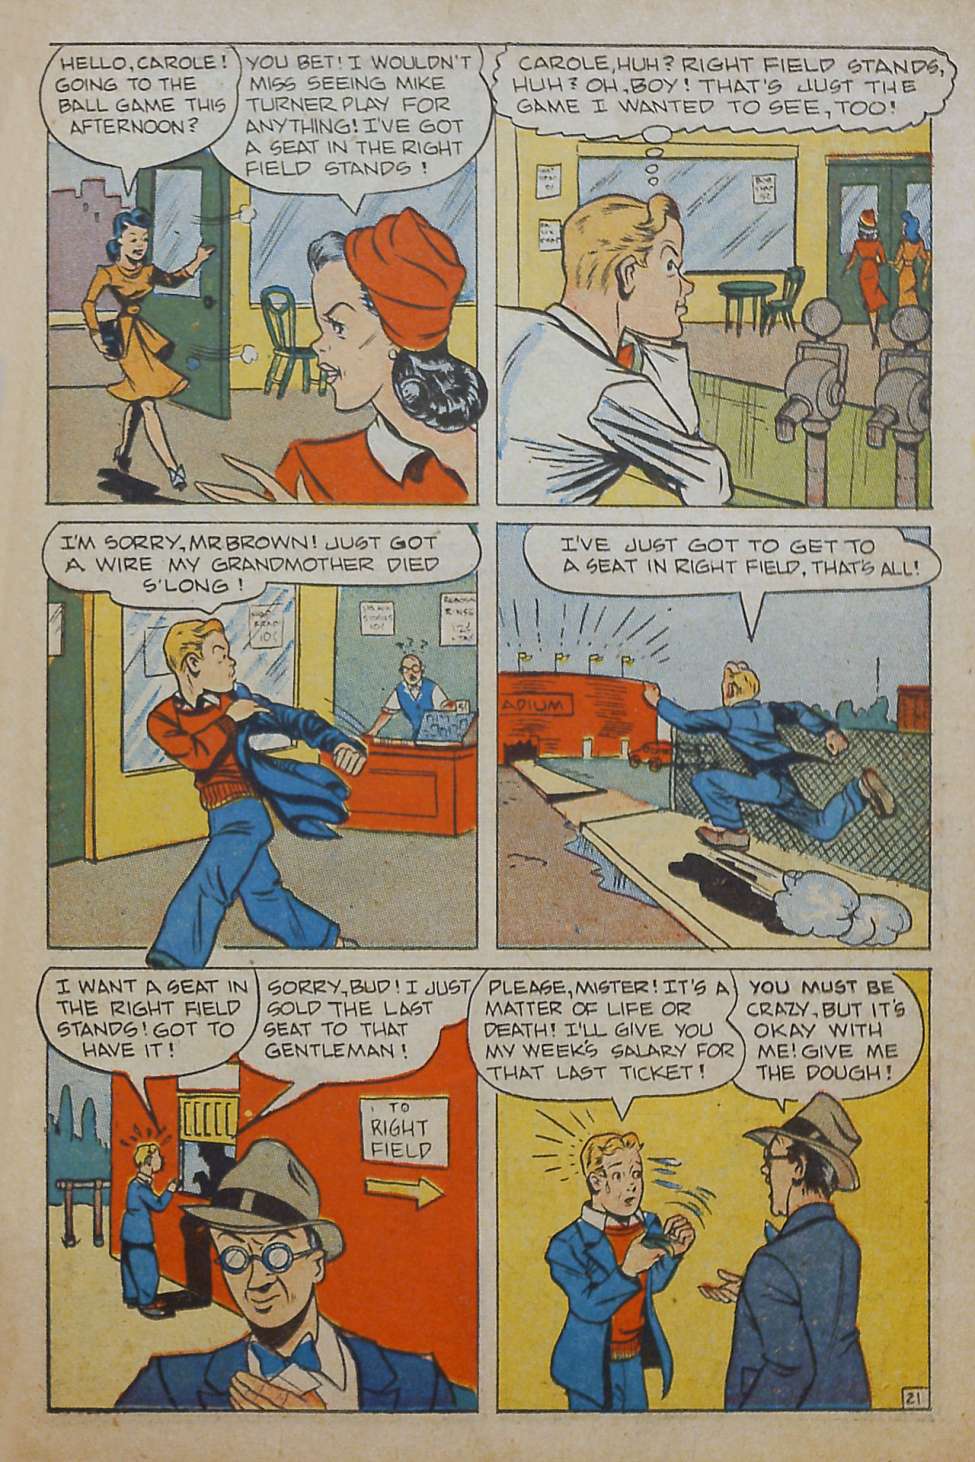 HELLO, CAROLE!
GOING TO THE
BALL GAME THIS
AFTERNOON?
YOU BET! I WOULDN'T
MISS SEEING MIKE
TURNER PLAY FOR
ANYTHING! I'VE GOT
A SEAT IN THE RIGHT
FIELD STANDS!
CAROLE, HUH? RIGHT FIELD STANDS,
HUH? OH, BOY! THAT'S JUST THE
GAME I WANTED TO SEE, TOO!
I'M SORRY, MR BROWN! JUST GOT
A WIRE MY GRANDMOTHER DIED
S'LONG!
10¢
10¢
? ? ?
I'VE JUST GOT TO GET TO
A SEAT IN RIGHT FIELD, THAT'S ALL!
ADIUM
I WANT A SEAT IN
THE RIGHT FIELD
STANDS! GOT TO
HAVE IT!
SORRY, BUD! I JUST
SOLD THE LAST
SEAT TO THAT
GENTLEMAN!
TO
RIGHT
FIELD
PLEASE, MISTER! IT'S A
MATTER OF LIFE OR
DEATH! I'LL GIVE YOU
MY WEEK'S SALARY FOR
THAT LAST TICKET!
YOU MUST BE
CRAZY, BUT IT'S
OKAY WITH
ME! GIVE ME
THE DOUGH!
21